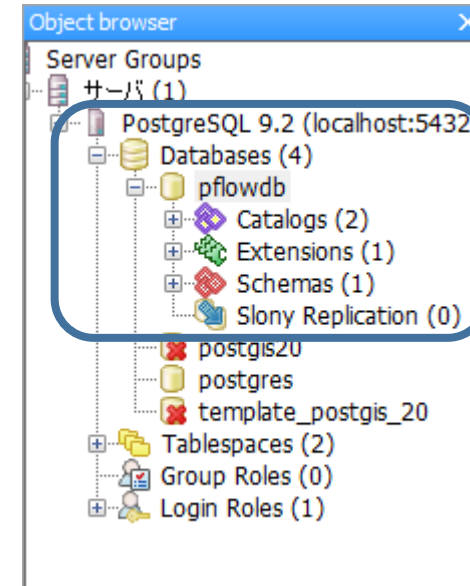 Object browser
Server Groups
サーバ (1)
PostgreSQL 9.2 (localhost:5432
Databases (4)
pflowdb
Catalogs (2)
Extensions (1)
Schemas (1)
Slony Replication (0)
postgis20
postgres
template_postgis_20
Tablespaces (2)
Group Roles (0)
Login Roles (1)